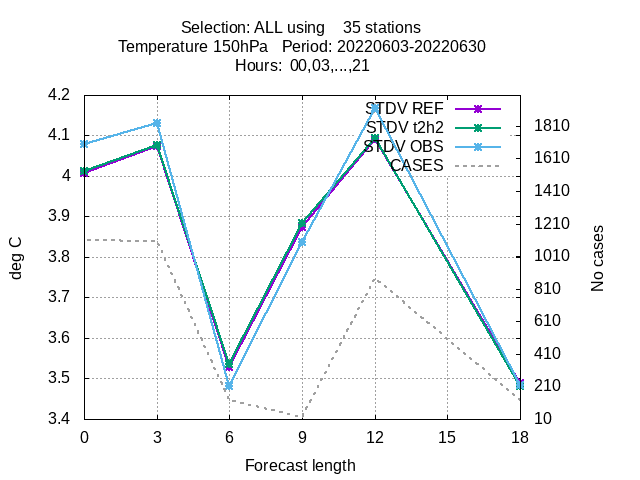 Selection: ALL using    35 stations
Temperature 150hPa   Period: 20220603-20220630
Hours:  00,03,...,21
STDV REF
STDV t2h2
STDV OBS
CASES
4.2
4.1
4
3.9
3.8
3.7
3.6
3.5
3.4
deg C
1810
1610
1410
1210
1010
810
610
410
210
10
No cases
0 3 6 9 12 15 18
Forecast length